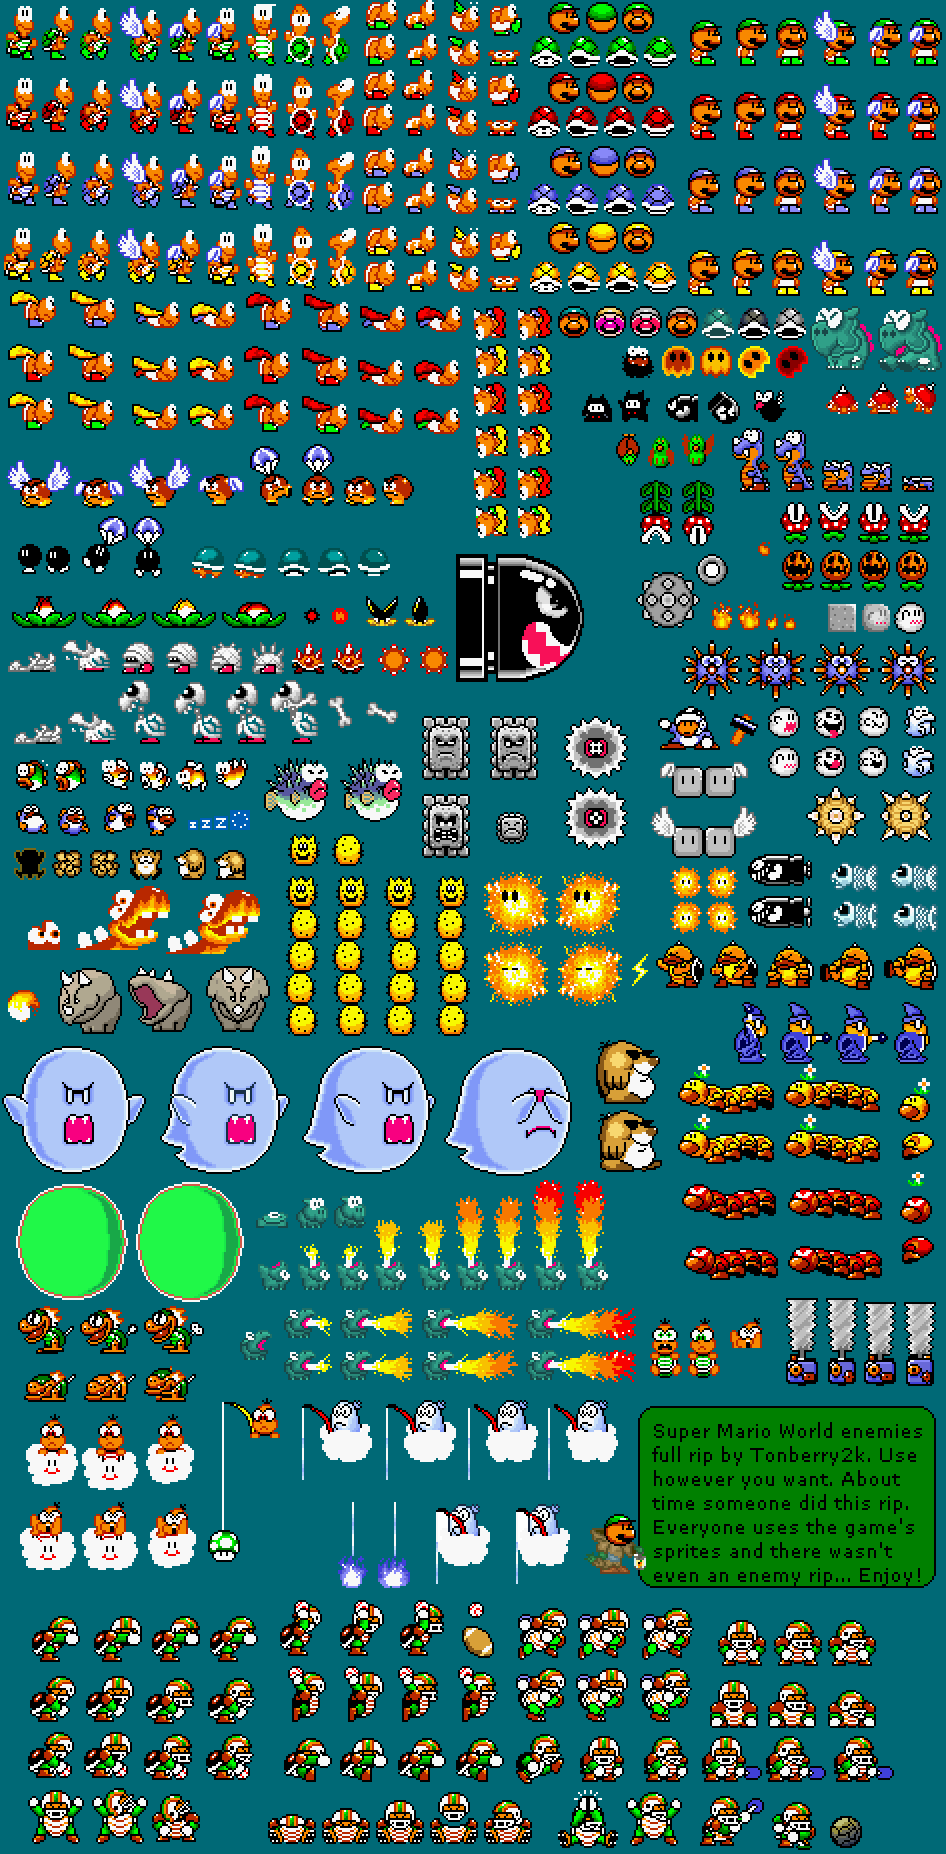 zzz
Super Mario World enemies
full rip by Tonberry2k. Use
however you want. About
time someone did this rip.
Everyone uses the game's
sprites and there wasn't
even an enemy rip... Enjoy!